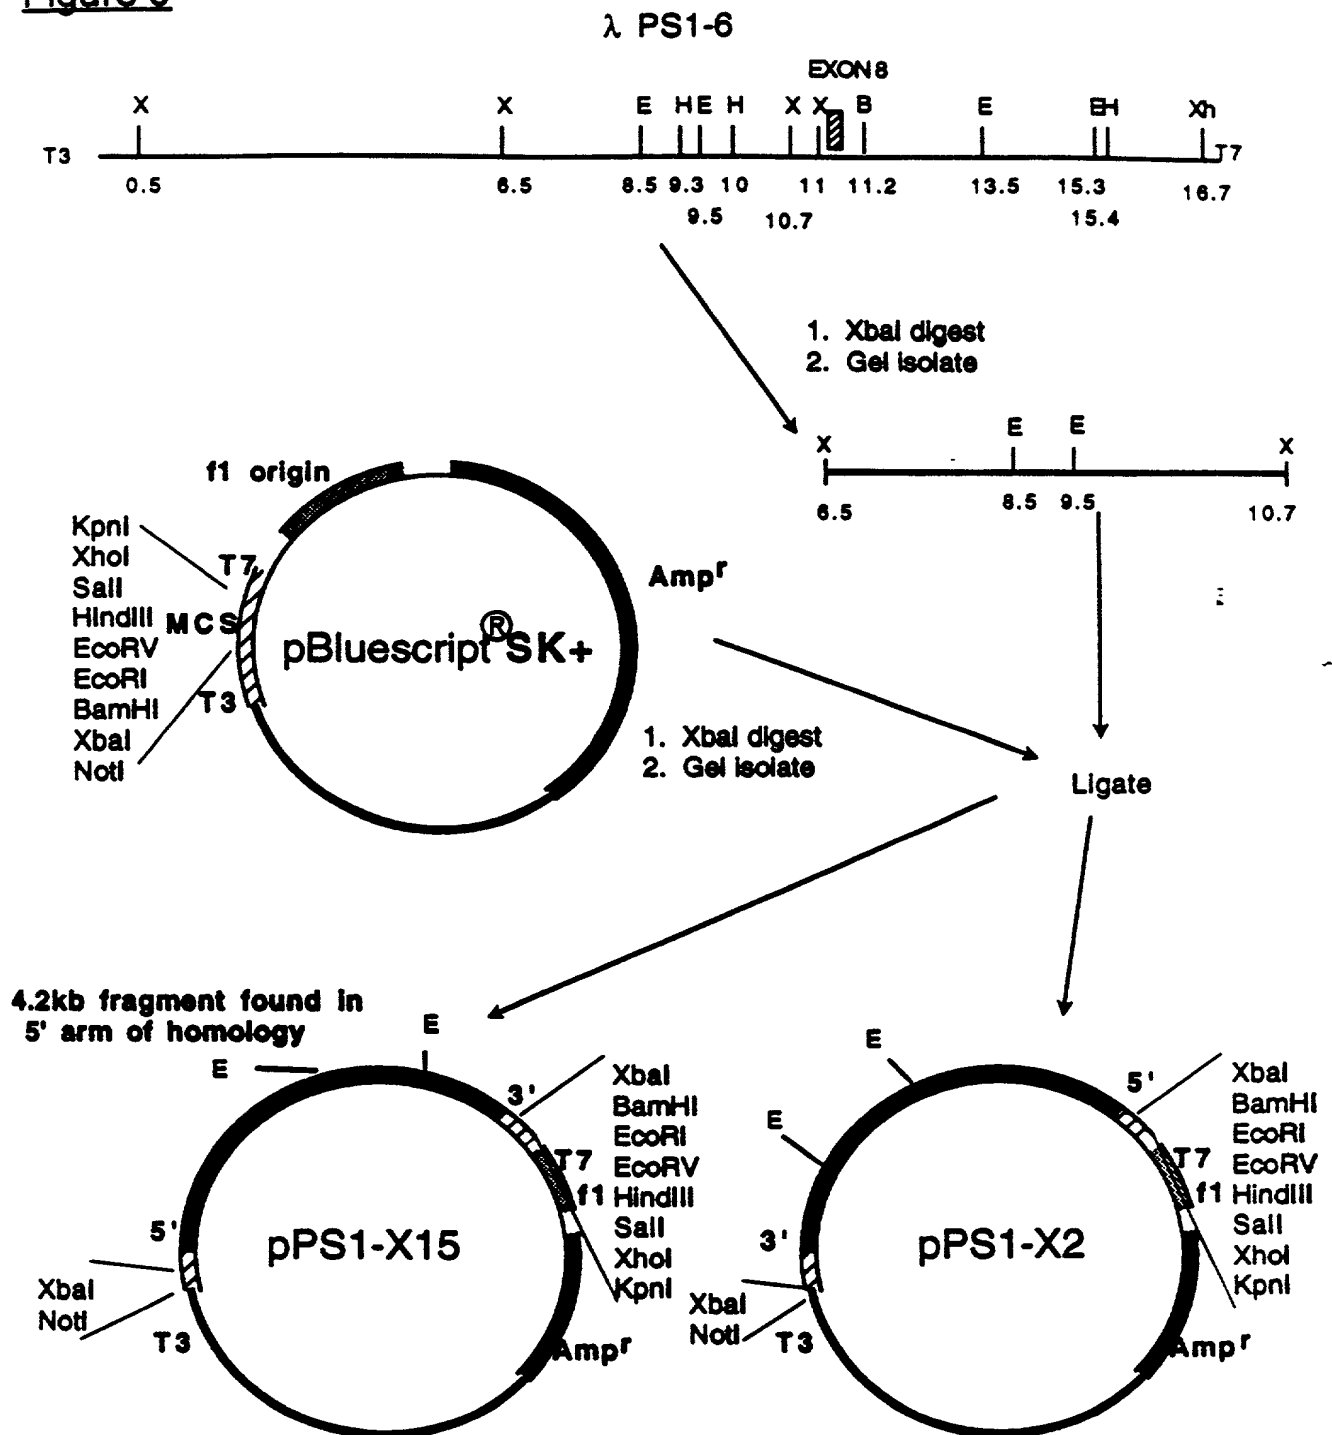 λ PS1-6
EXON 8
X X E H E H X X B E E H Xh
T3 T7
0.5 6.5 8.5 9.3 10 11 11.2 13.5 15.3 16.7
9.5 10.7 15.4
1. XbaI digest
2. Gel isolate
X E E X
6.5 8.5 9.5 10.7
f1 origin
KpnI
XhoI
SalI
HindIII
EcoRV
EcoRI
BamHI
XbaI
NotI
T7
MCS
T3
pBluescript® SK+
Ampr
1. XbaI digest
2. Gel isolate
Ligate
4.2kb fragment found in
5' arm of homology
E
E
3'
XbaI
BamHI
EcoRI
EcoRV
HindIII
SalI
XhoI
KpnI
T7
f1
5'
pPS1-X15
XbaI
NotI
T3
Ampr
E
E
5'
XbaI
BamHI
EcoRI
EcoRV
HindIII
SalI
XhoI
KpnI
T7
f1
3'
pPS1-X2
XbaI
NotI
T3
Ampr